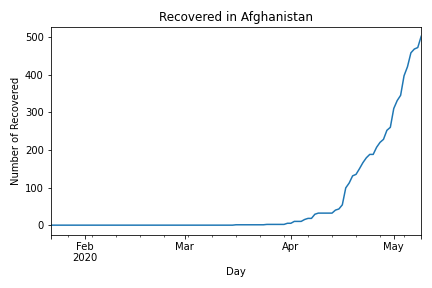 Recovered in Afghanistan
Number of Recovered
500
400
300
200
100
0
Feb
2020
Mar
Apr
May
Day